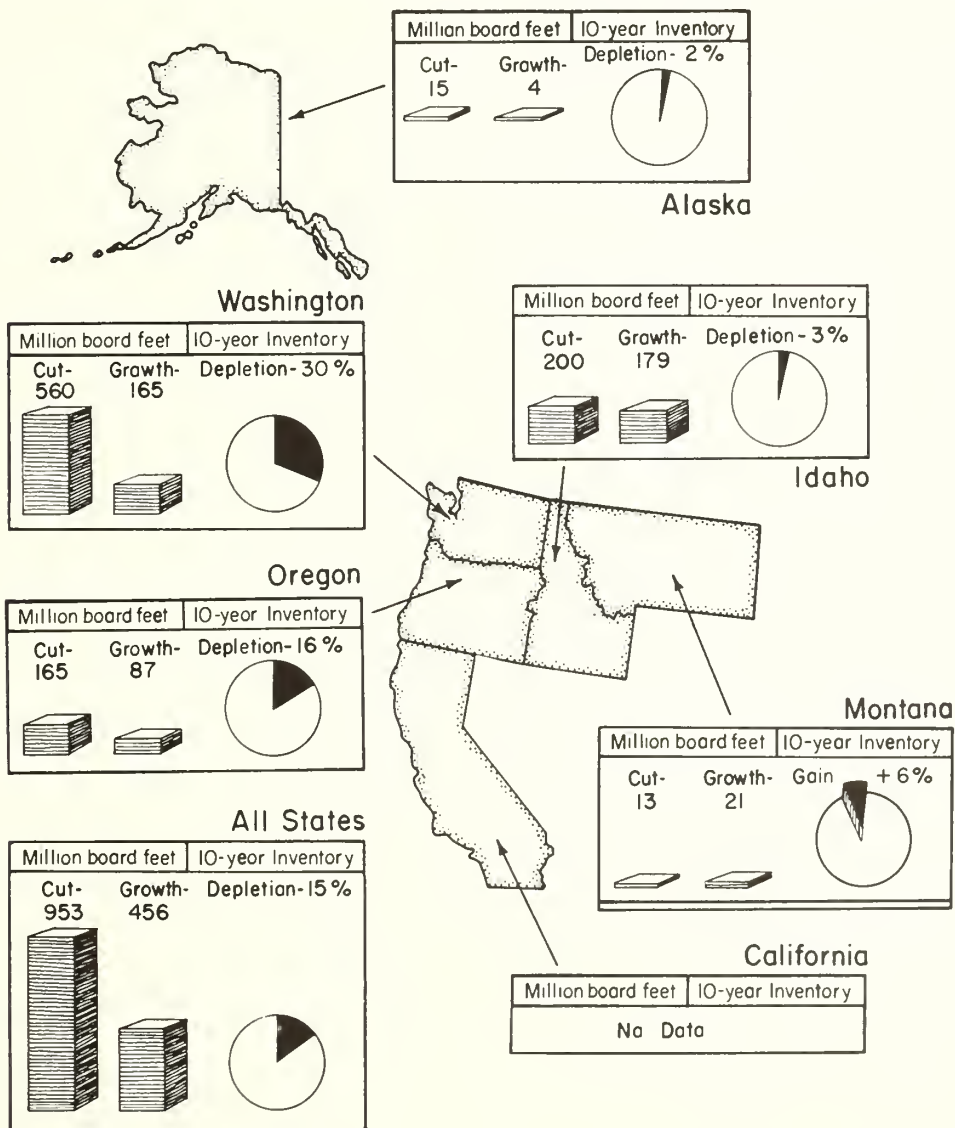 Million board feet 10-year Inventory
Cut- Growth- Depletion- 2 %
15 4
Alaska
Washington
Million board feet 10-year Inventory
Cut- Growth- Depletion- 30 %
560 165
Million board feet 10-year Inventory
Cut- Growth- Depletion- 3 %
200 179
Idaho
Oregon
Million board feet 10-year Inventory
Cut- Growth- Depletion- 16 %
165 87
Montana
Million board feet 10-year Inventory
Cut- Growth- Gain + 6 %
13 21
All States
Million board feet 10-year Inventory
Cut- Growth- Depletion- 15 %
953 456
California
Million board feet 10-year Inventory
No Data